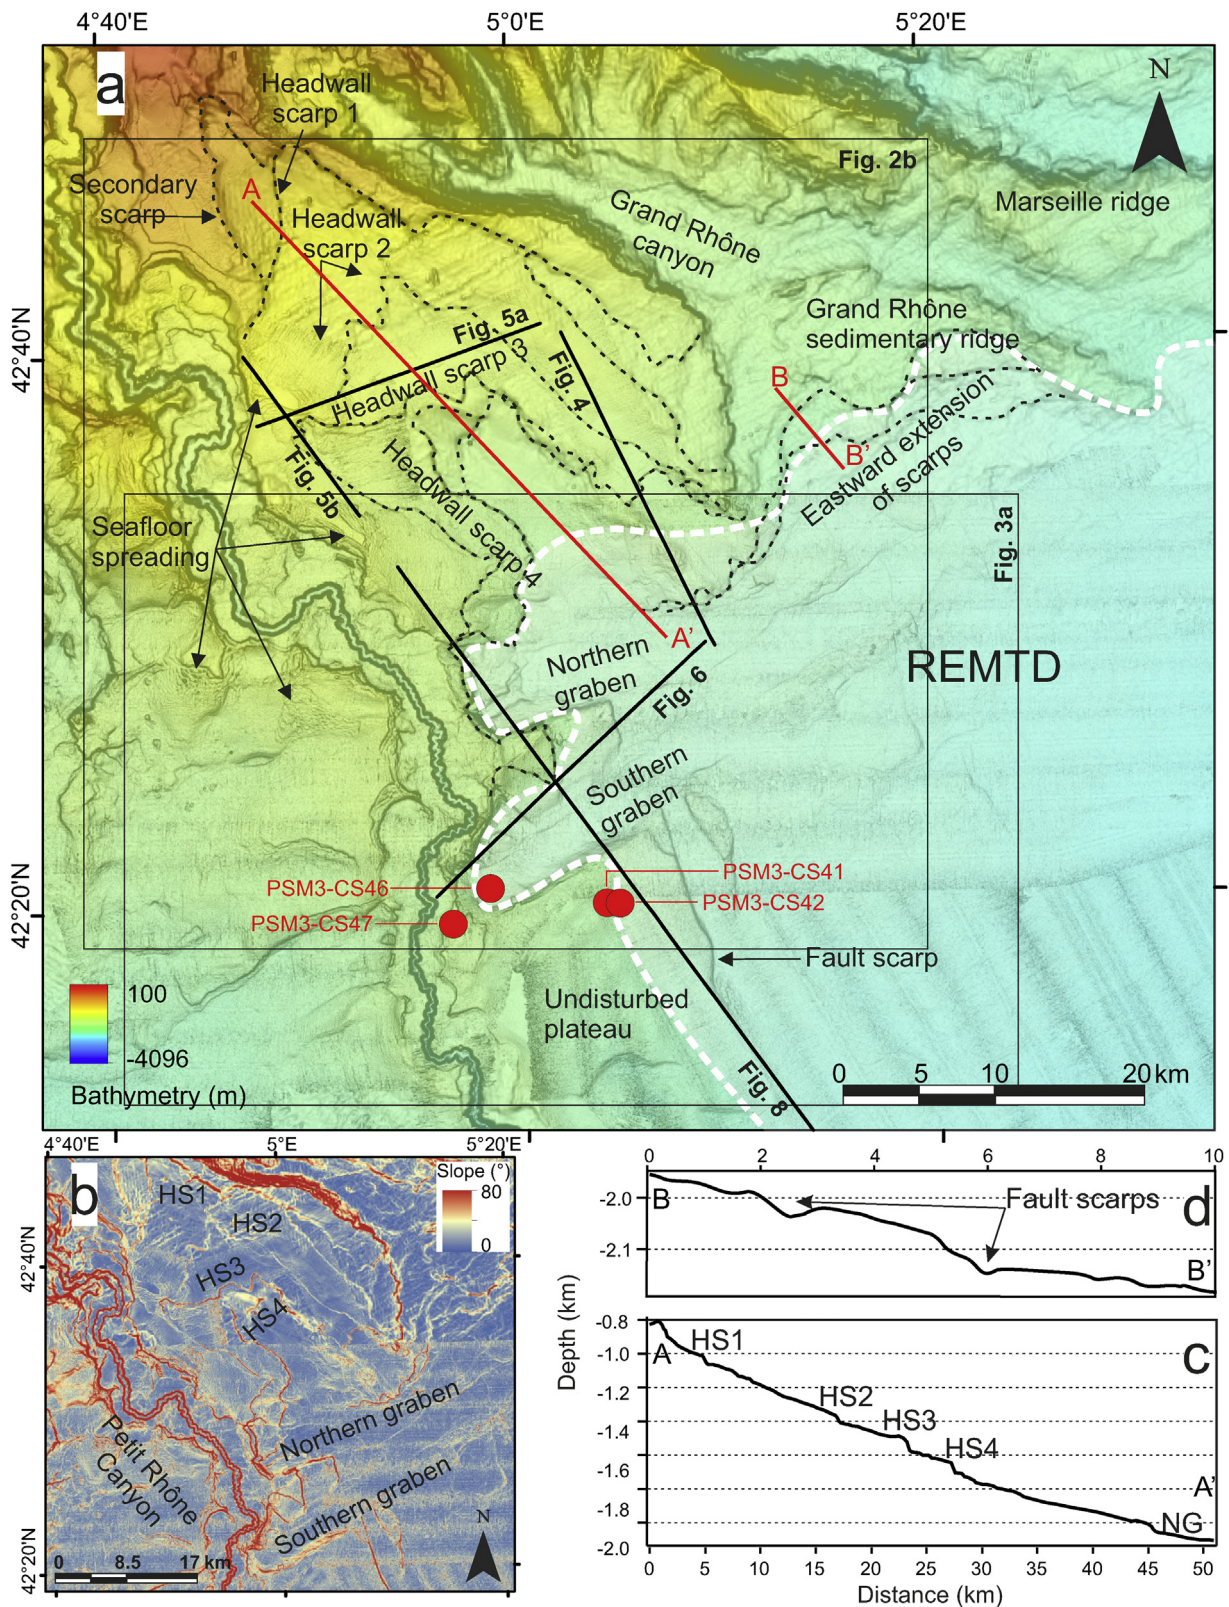 4°40'E
5°0'E
5°20'E
a
Headwall
scarp 1
N
Fig. 2b
Secondary
scarp
A
Headwall
scarp 2
Grand Rhône
canyon
Marseille ridge
42°40'N
Fig. 5a
Headwall scarp 3
Fig. 4
Grand Rhône
sedimentary ridge
B
B'
Eastward extension
of scarps
Fig. 5b
Headwall scarp 4
Seafloor
spreading
Fig. 3a
A'
Northern
graben
Fig. 6
REMTD
Southern
graben
42°20'N
PSM3-CS46
PSM3-CS47
PSM3-CS41
PSM3-CS42
Fault scarp
Undisturbed
plateau
100
-4096
Bathymetry (m)
Fig. 8
0 5 10 20 km
4°40'E
5°E
5°20'E
b
Slope (°)
80
0
HS1
HS2
HS3
HS4
42°40'N
Northern graben
Southern graben
Petit Rhône
Canyon
42°20'N
N
0 8.5 17 km
0 2 4 6 8 10
-2.0
-2.1
B
Fault scarps
d
B'
Depth (km)
-0.8
-1.0
-1.2
-1.4
-1.6
-1.8
-2.0
A
HS1
HS2
HS3
HS4
c
A'
NG
0 5 10 15 20 25 30 35 40 45 50
Distance (km)